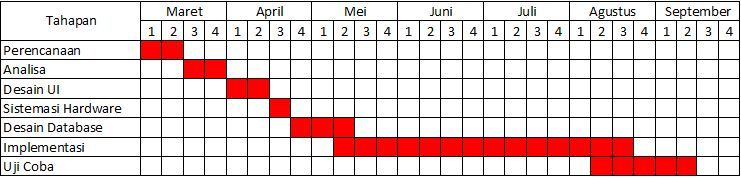 Tahapan Maret April Mei Juni Juli Agustus September
1 2 3 4 1 2 3 4 1 2 3 4 1 2 3 4 1 2 3 4 1 2 3 4 1 2 3 4
Perencanaan
Analisa
Desain UI
Sistemasi Hardware
Desain Database
Implementasi
Uji Coba